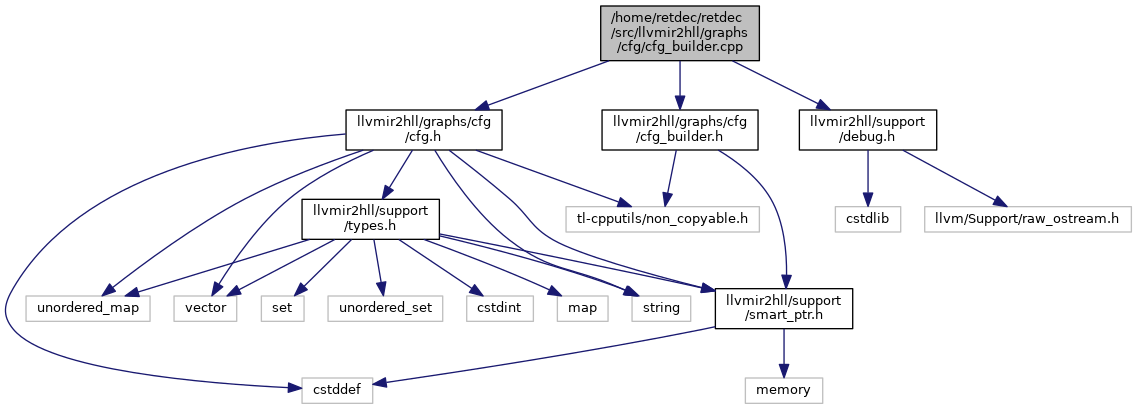 /home/retdec/retdec
/src/llvmir2hll/graphs
/cfg/cfg_builder.cpp
llvmir2hll/graphs/cfg
/cfg.h
llvmir2hll/graphs/cfg
/cfg_builder.h
llvmir2hll/support
/debug.h
llvmir2hll/support
/types.h
tl-cpputils/non_copyable.h
cstdlib
llvm/Support/raw_ostream.h
unordered_map
vector
set
unordered_set
cstdint
map
string
llvmir2hll/support
/smart_ptr.h
cstddef
memory